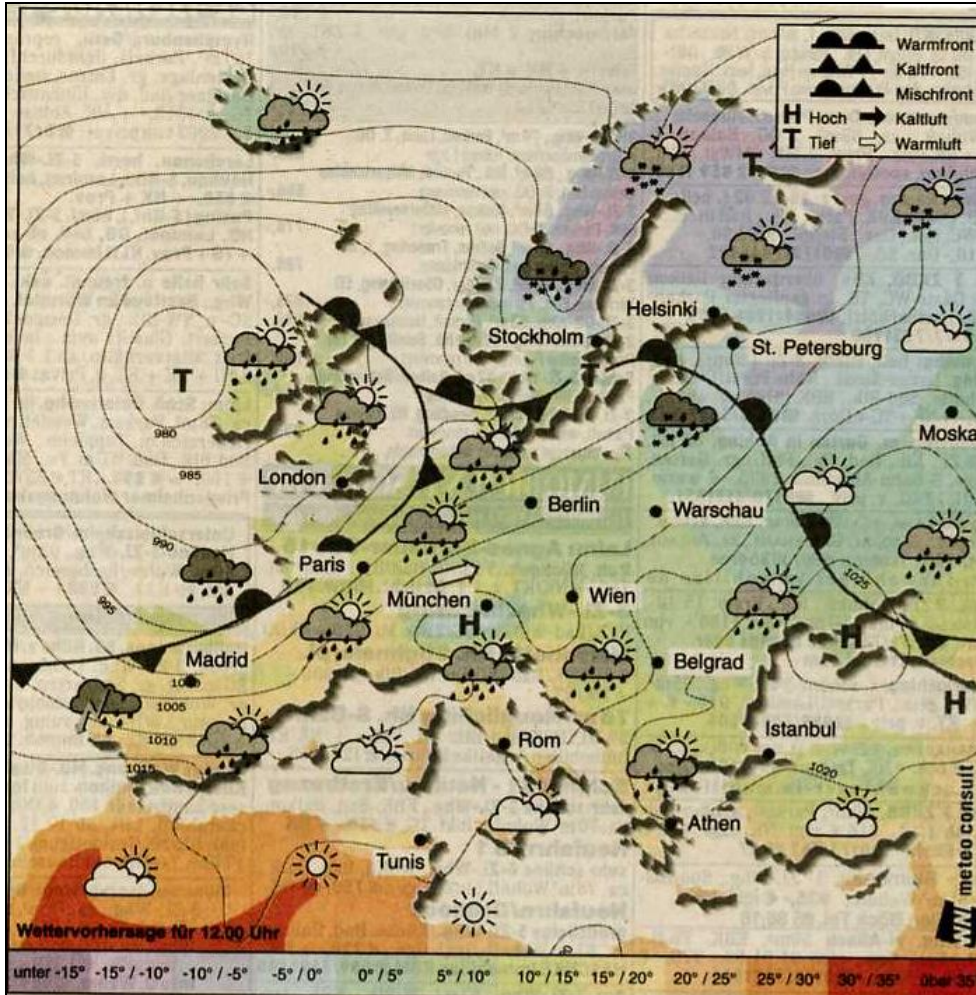 Warmfront
Kaltfront
Mischfront
H Hoch Kaltluft
T Tief Warmluft
T
Helsinki
Stockholm
St. Petersburg
T
T
980
Moska
985
London
Berlin
Warschau
990
Paris
1025
995
München
Wien
H
H
Madrid
Belgrad
1005
H
1010
Rom
Istanbul
1015
1020
Athen
Tunis
meteo consult
Wettervorhersage für 12.00 Uhr
unter -15° -15° / -10° -10° / -5° -5° / 0° 0° / 5° 5° / 10° 10° / 15° 15° / 20° 20° / 25° 25° / 30° 30° / 35° über 35